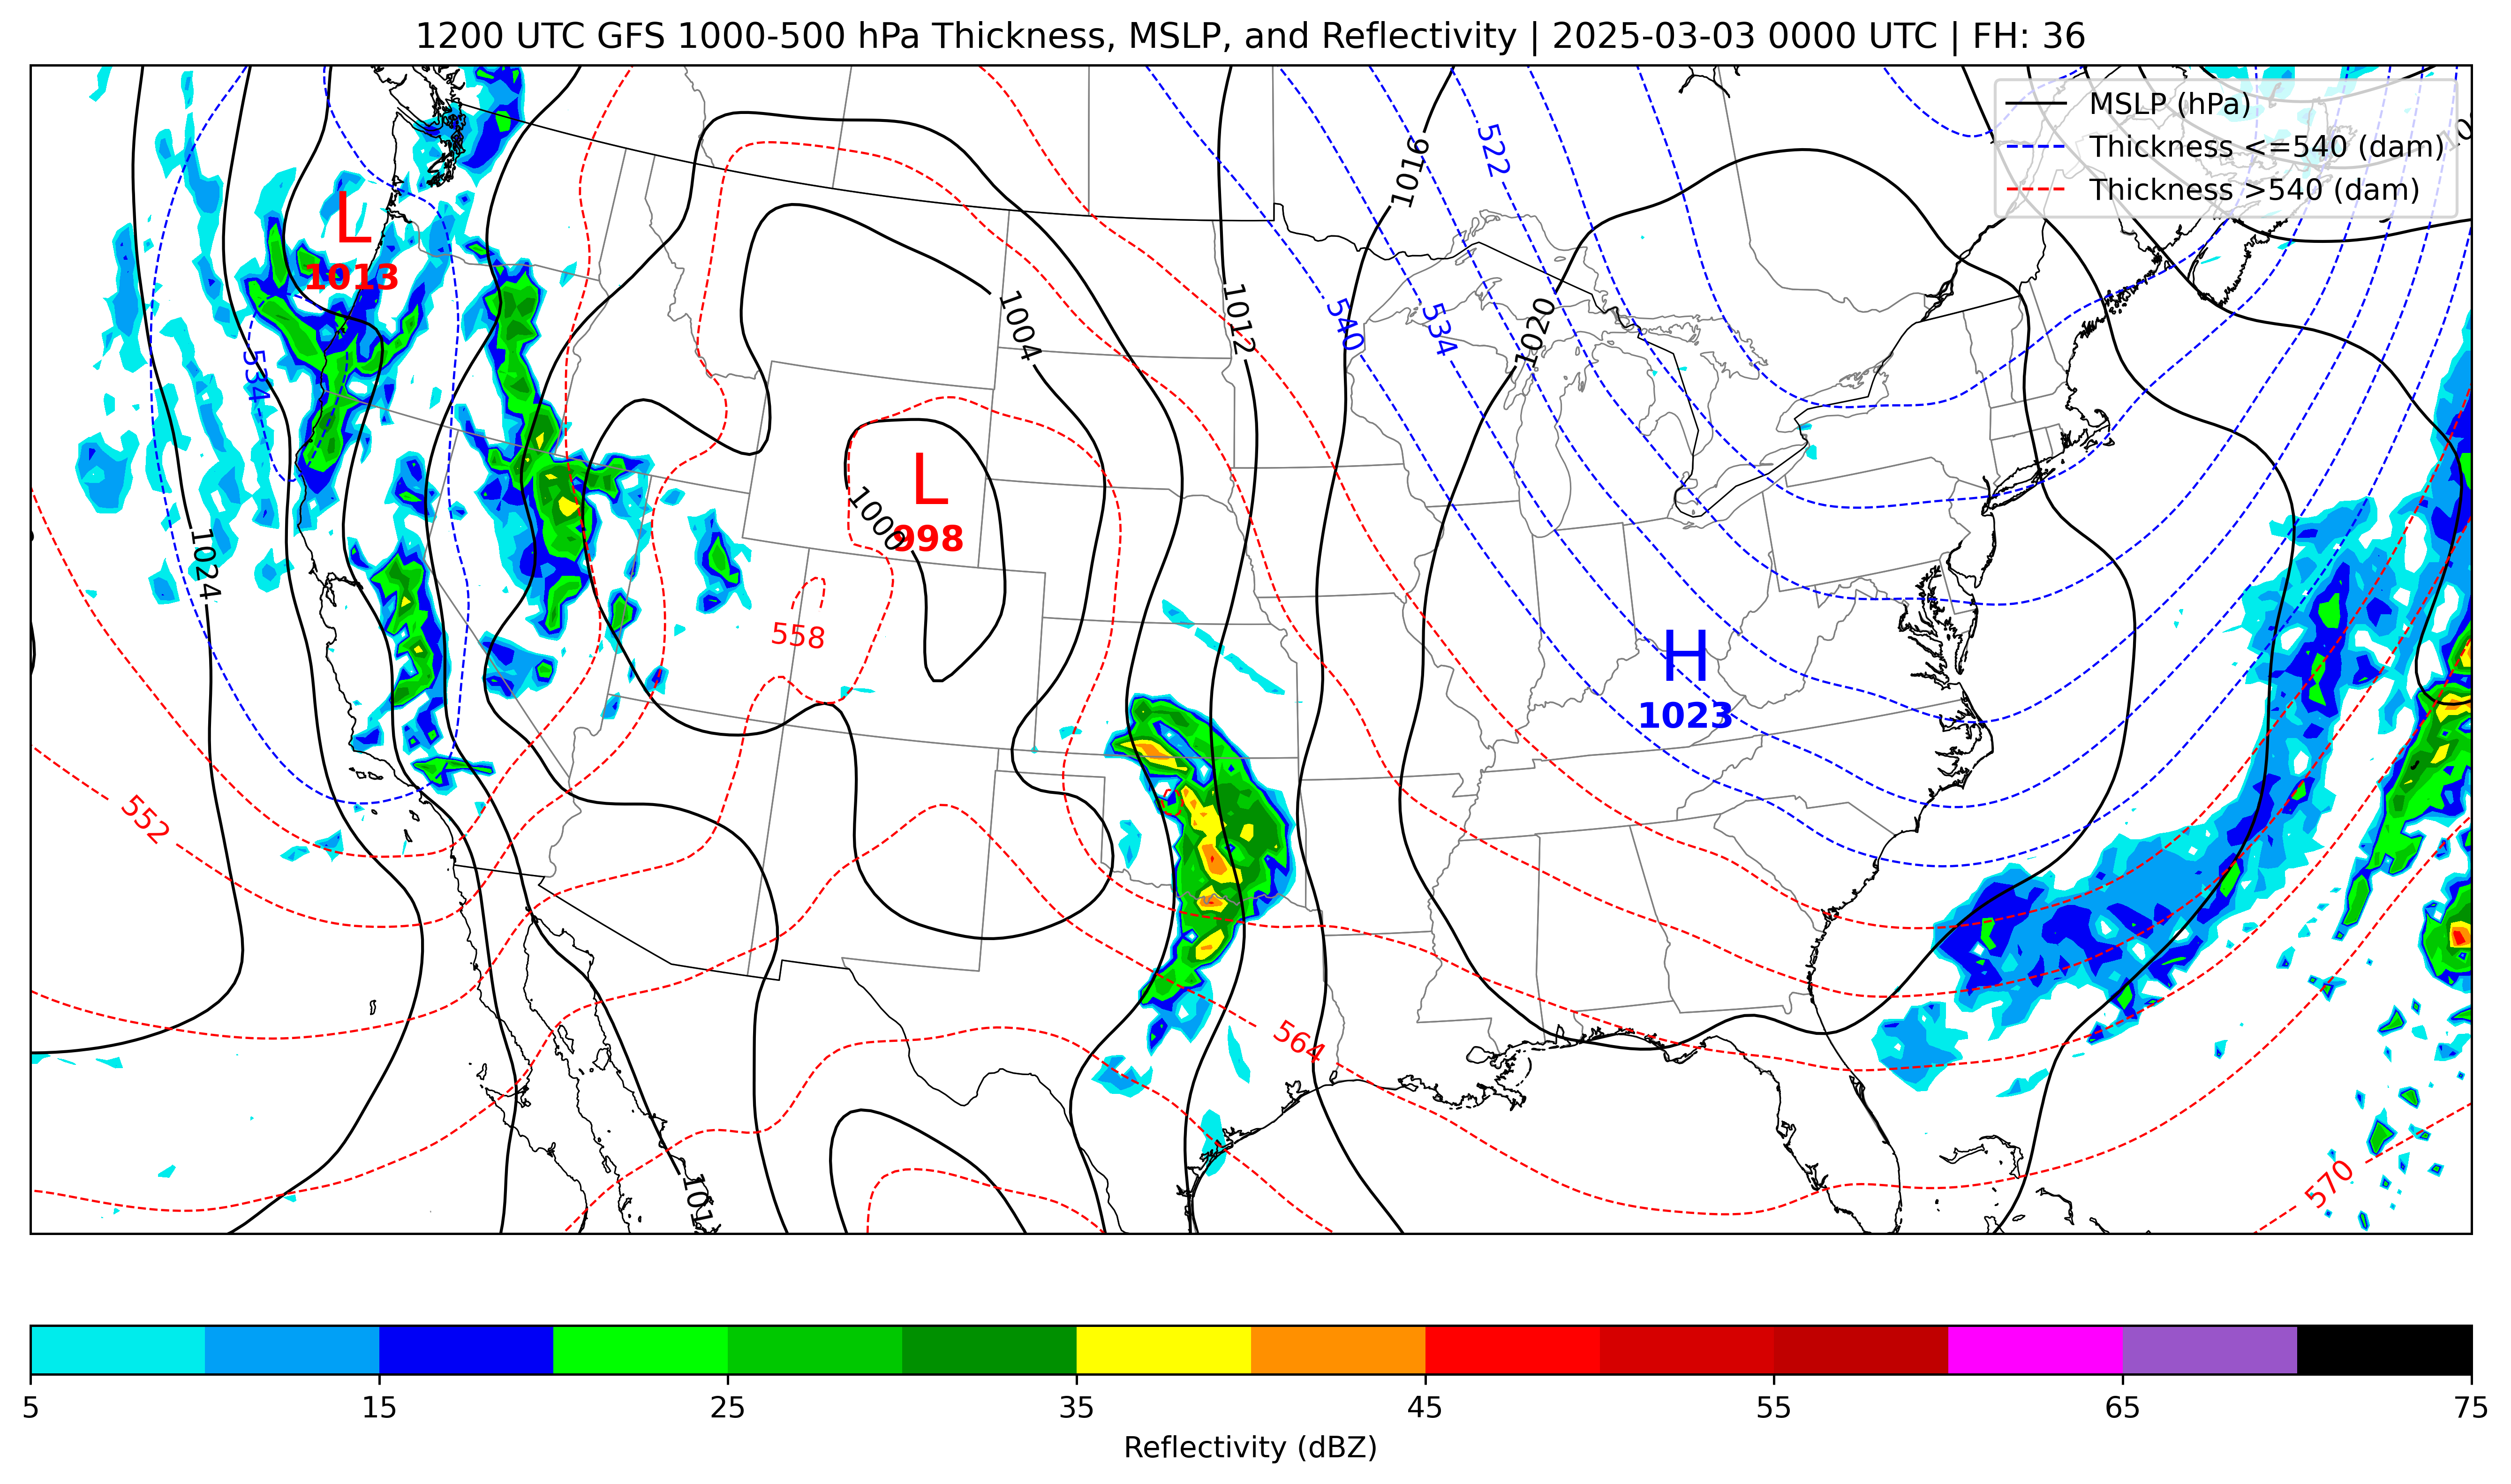 1200 UTC GFS 1000-500 hPa Thickness, MSLP, and Reflectivity | 2025-03-03 0000 UTC | FH: 36
MSLP (hPa)
Thickness <=540 (dam)
Thickness >540 (dam)
1016
522
L
1013
1004
1012
540
534
1020
534
L
998
1000
1024
558
H
1023
552
564
570
5 15 25 35 45 55 65 75
Reflectivity (dBZ)